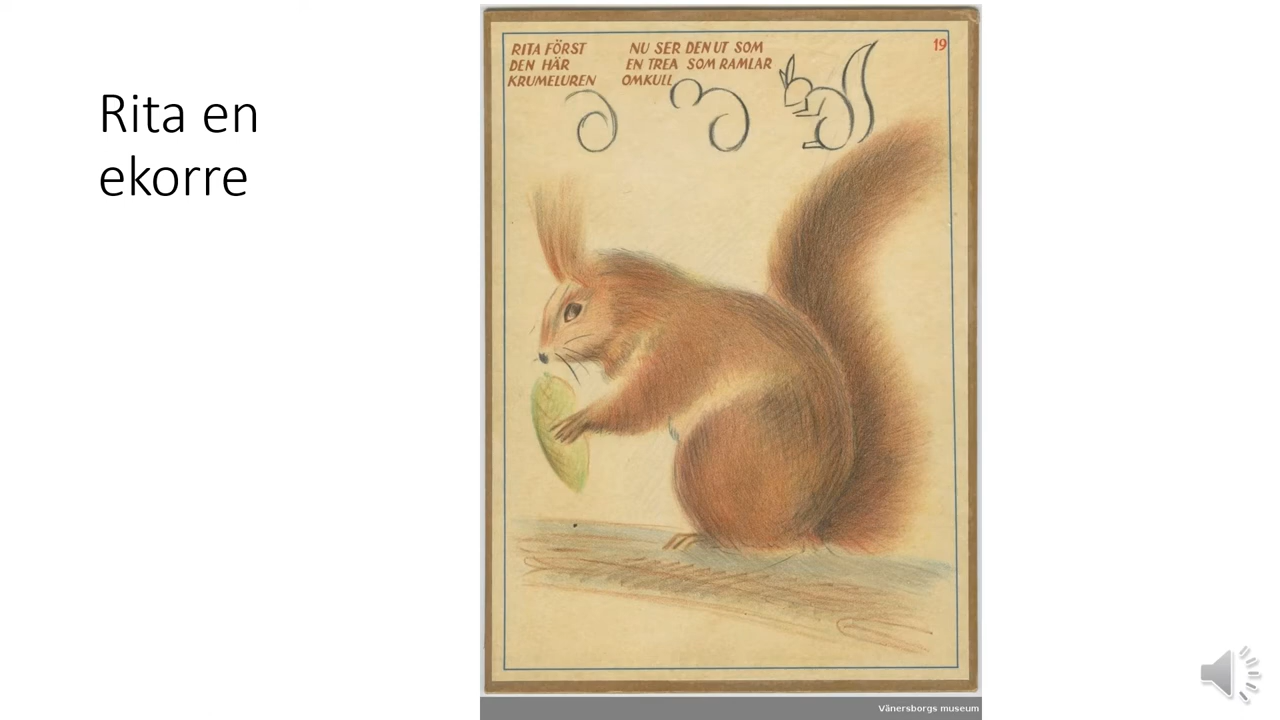 Rita en
ekorre
RITA FÖRST
DEN HÄR
KRUMELUREN
NU SER DEN UT SOM
EN TREA SOM RAMLAR
OMKULL
19
Vänersborgs museum